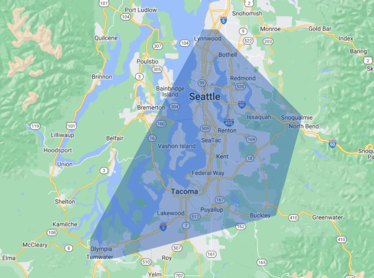 Port Ludlow
Snohomish
Quilcene
Lynnwood
Monroe
Gold Bar
Index
Bothell
Poulsbo
Baring
Brinnon
Redmond
Bainbridge
Island
Seattle
Bremerton
Issaquah
Snoqualmie
North Bend
Lilliwaup
Belfair
Renton
Hoodsport
Vashon Island
SeaTac
Union
Kent
Federal Way
Tacoma
Shelton
Lakewood
Puyallup
Buckley
Greenwater
Kamilche
McCleary
Olympia
Tumwater
Roy
Yelm